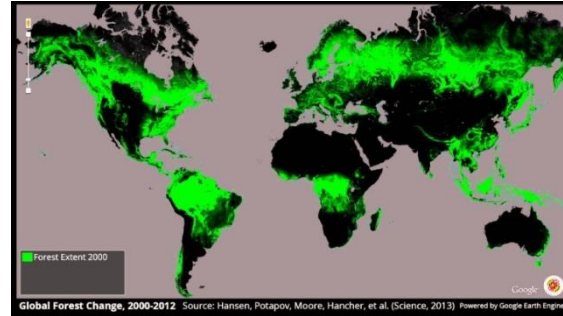 Forest Extent 2000
Google
Global Forest Change, 2000-2012 Source: Hansen, Potapov, Moore, Hancher, et al. (Science, 2013) Powered by Google Earth Engine